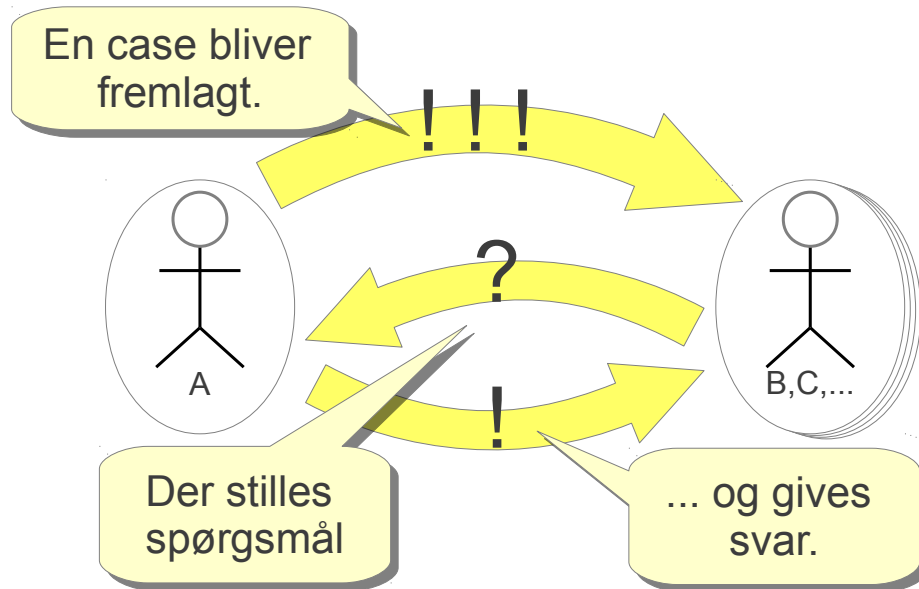 En case bliver
fremlagt.
! ! !
?
A
B,C,...
!
Der stilles
spørgsmål
... og gives
svar.